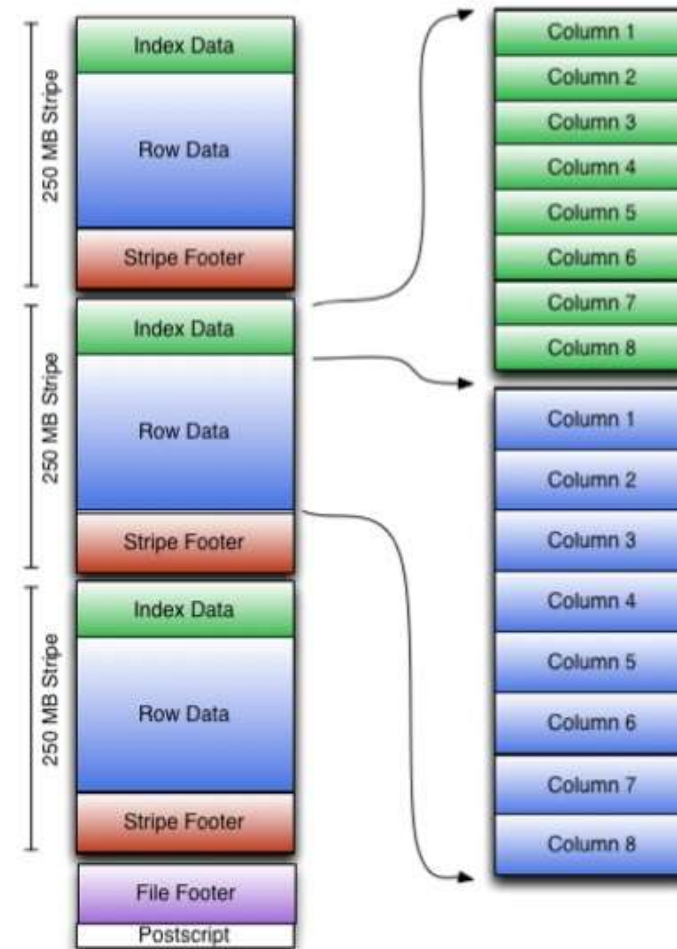 250 MB Stripe
Index Data
Row Data
Stripe Footer
250 MB Stripe
Index Data
Row Data
Stripe Footer
250 MB Stripe
Index Data
Row Data
Stripe Footer
File Footer
Postscript
Column 1
Column 2
Column 3
Column 4
Column 5
Column 6
Column 7
Column 8
Column 1
Column 2
Column 3
Column 4
Column 5
Column 6
Column 7
Column 8